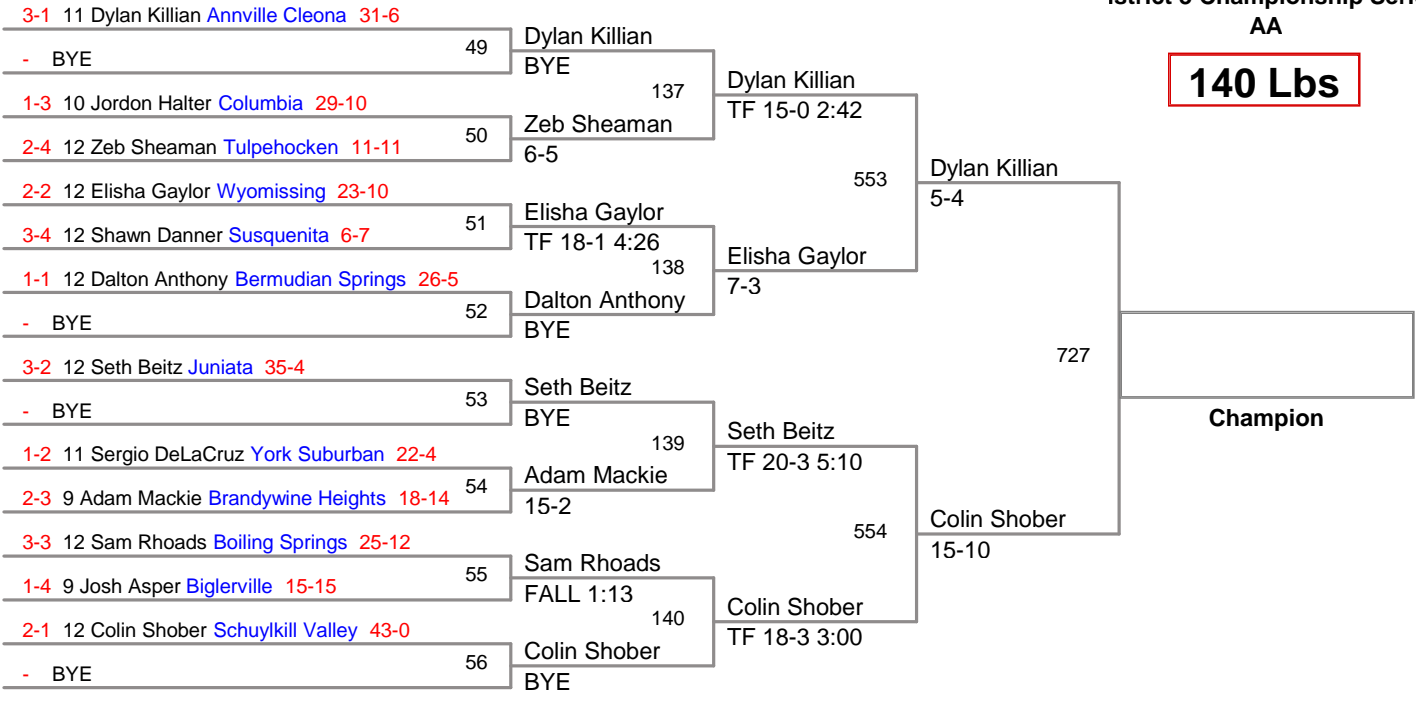 istrict 3 Championship Seri
AA
140 Lbs
3-1 11 Dylan Killian Annville Cleona 31-6
- BYE
1-3 10 Jordon Halter Columbia 29-10
2-4 12 Zeb Sheaman Tulpehocken 11-11
2-2 12 Elisha Gaylor Wyomissing 23-10
3-4 12 Shawn Danner Susquenita 6-7
1-1 12 Dalton Anthony Bermudian Springs 26-5
- BYE
3-2 12 Seth Beitz Juniata 35-4
- BYE
1-2 11 Sergio DeLaCruz York Suburban 22-4
2-3 9 Adam Mackie Brandywine Heights 18-14
3-3 12 Sam Rhoads Boiling Springs 25-12
1-4 9 Josh Asper Biglerville 15-15
2-1 12 Colin Shober Schuylkill Valley 43-0
- BYE
49
50
51
52
53
54
55
56
Dylan Killian
BYE
Zeb Sheaman
6-5
Elisha Gaylor
TF 18-1 4:26
Dalton Anthony
BYE
Seth Beitz
BYE
Adam Mackie
15-2
Sam Rhoads
FALL 1:13
Colin Shober
BYE
137
138
139
140
Dylan Killian
TF 15-0 2:42
Elisha Gaylor
7-3
Seth Beitz
TF 20-3 5:10
Colin Shober
TF 18-3 3:00
553
554
Dylan Killian
5-4
Colin Shober
15-10
727
Champion